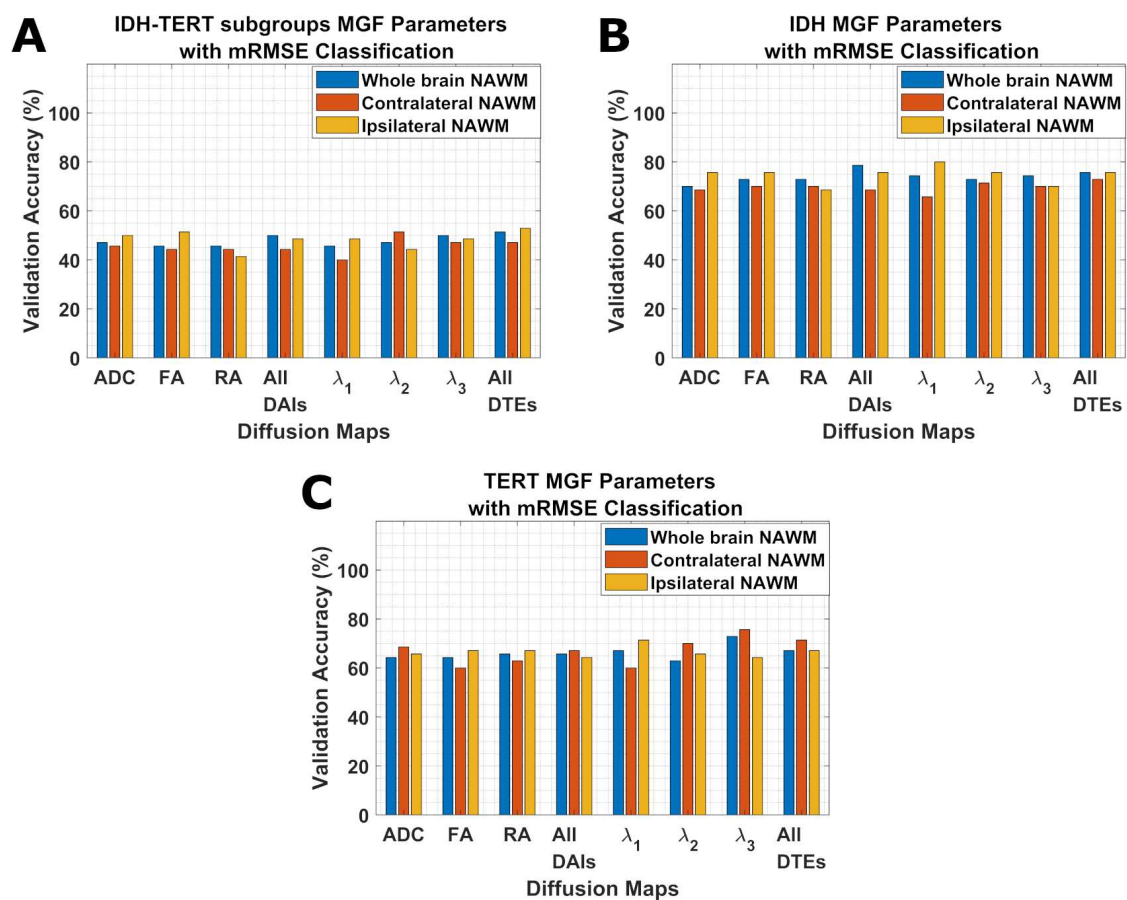 A
IDH-TERT subgroups MGF Parameters
with mRMSE Classification
Whole brain NAWM
Contralateral NAWM
Ipsilateral NAWM
Validation Accuracy (%)
100
80
60
40
20
0
ADC FA RA All λ1 λ2 λ3 All
DAIs DTEs
Diffusion Maps
B
IDH MGF Parameters
with mRMSE Classification
Whole brain NAWM
Contralateral NAWM
Ipsilateral NAWM
Validation Accuracy (%)
100
80
60
40
20
0
ADC FA RA All λ1 λ2 λ3 All
DAIs DTEs
Diffusion Maps
C
TERT MGF Parameters
with mRMSE Classification
Whole brain NAWM
Contralateral NAWM
Ipsilateral NAWM
Validation Accuracy (%)
100
80
60
40
20
0
ADC FA RA All λ1 λ2 λ3 All
DAIs DTEs
Diffusion Maps